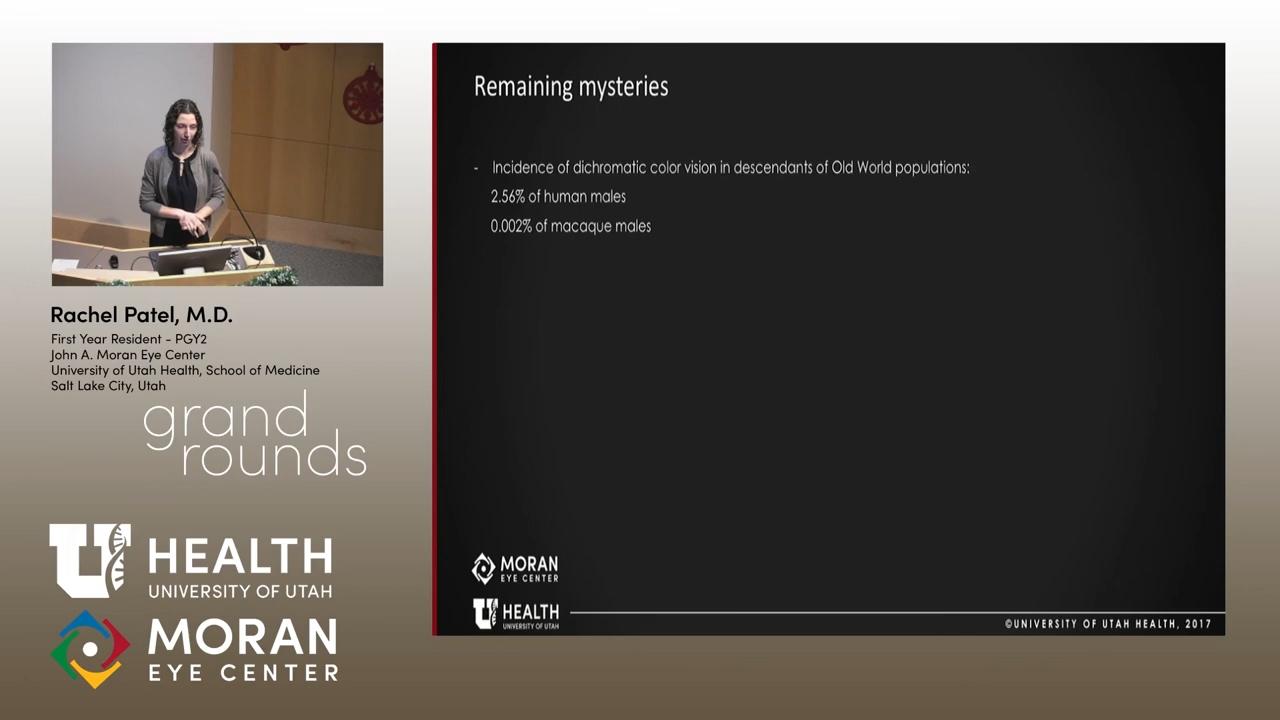 Remaining mysteries
- Incidence of dichromatic color vision in descendants of Old World populations:
2.56% of human males
0.002% of macaque males
MORAN
EYE CENTER
U HEALTH
UNIVERSITY OF UTAH
©UNIVERSITY OF UTAH HEALTH, 2017
Rachel Patel, M.D.
First Year Resident - PGY2
John A. Moran Eye Center
University of Utah Health, School of Medicine
Salt Lake City, Utah
grand
rounds
U HEALTH
UNIVERSITY OF UTAH
MORAN
EYE CENTER